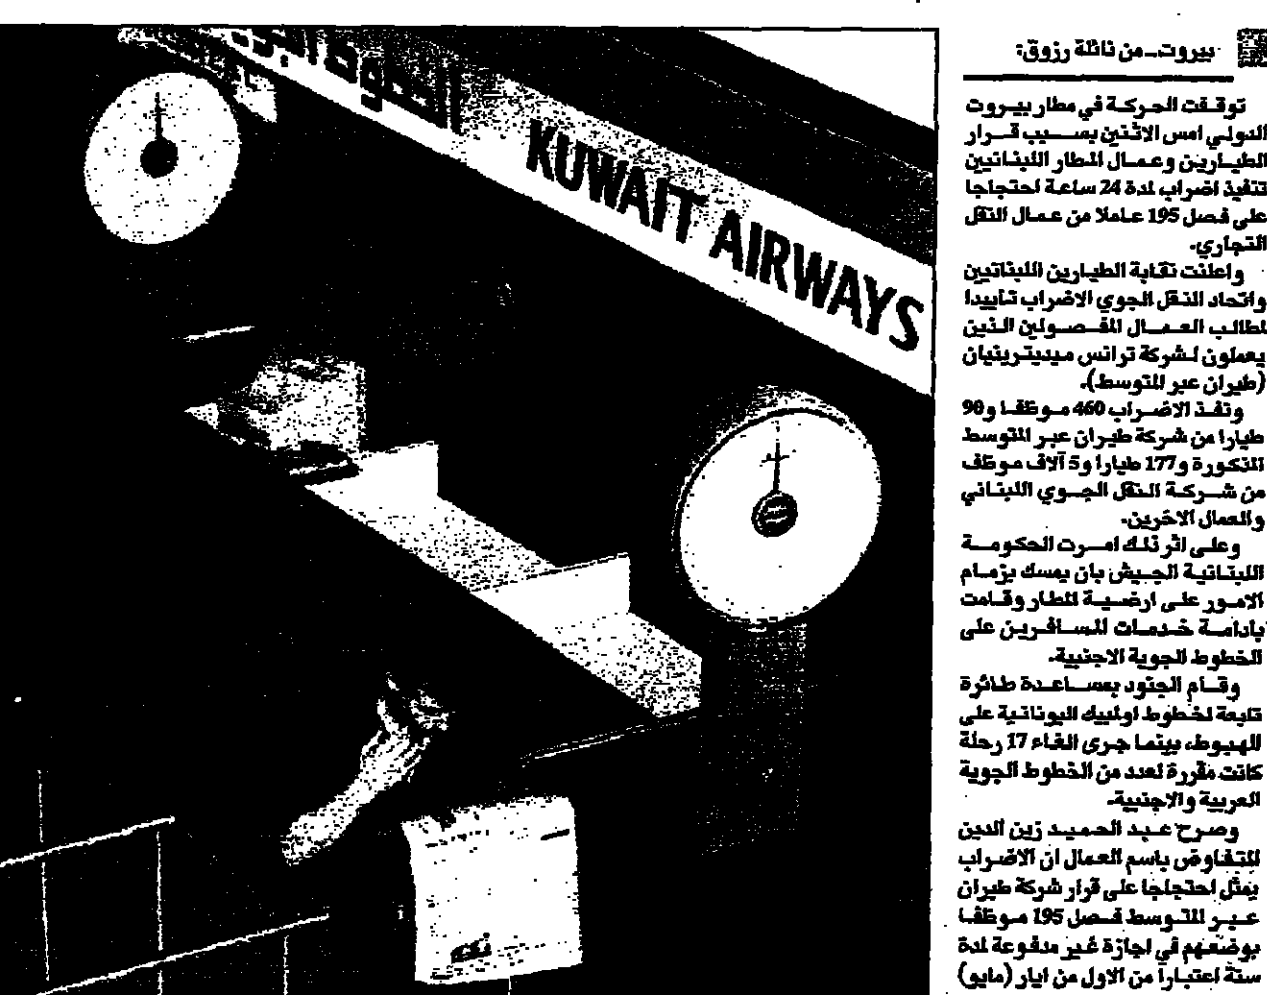 الخطوط الجوية
KUWAIT AIRWAYS
بيروت ـ من نائلة رزوق:
توقفت الحركة في مطار بيروت
الدولي امس الاثنين بسبب قرار
الطيارين وعمال المطار اللبنانيين
تنفيذ اضراب لمدة 24 ساعة احتجاجا
على فصل 195 عاملا من عمال النقل
التجاري.
واعلنت نقابة الطيارين اللبنانيين
واتحاد النقل الجوي الاضراب تأييدا
لمطالب العمال المفصولين الذين
يعملون لشركة ترانس ميديترينيان
(طيران عبر المتوسط).
ونفذ الاضراب 460 موظفا و90
طيارا من شركة طيران عبر المتوسط
المذكورة و177 طيارا و5 آلاف موظف
من شركة النقل الجوي اللبناني
والعمال الاخرين.
وعلى اثر ذلك امرت الحكومة
اللبنانية الجيش بان يمسك بزمام
الامور على ارضية المطار وقامت
بادامة خدمات المسافرين على
الخطوط الجوية الاجنبية.
وقام الجنود بمساعدة طائرة
تابعة لخطوط اولمبيك اليونانية على
الهبوط، بينما جرى الغاء 17 رحلة
كانت مقررة لعدد من الخطوط الجوية
العربية والاجنبية.
وصرح عبد الحميد زين الدين
المتفاوض باسم العمال ان الاضراب
يمثل احتجاجا على قرار شركة طيران
عبر المتوسط فصل 195 موظفا
بوضعهم في اجازة غير مدفوعة لمدة
سنة اعتبارا من الاول من ايار (مايو)